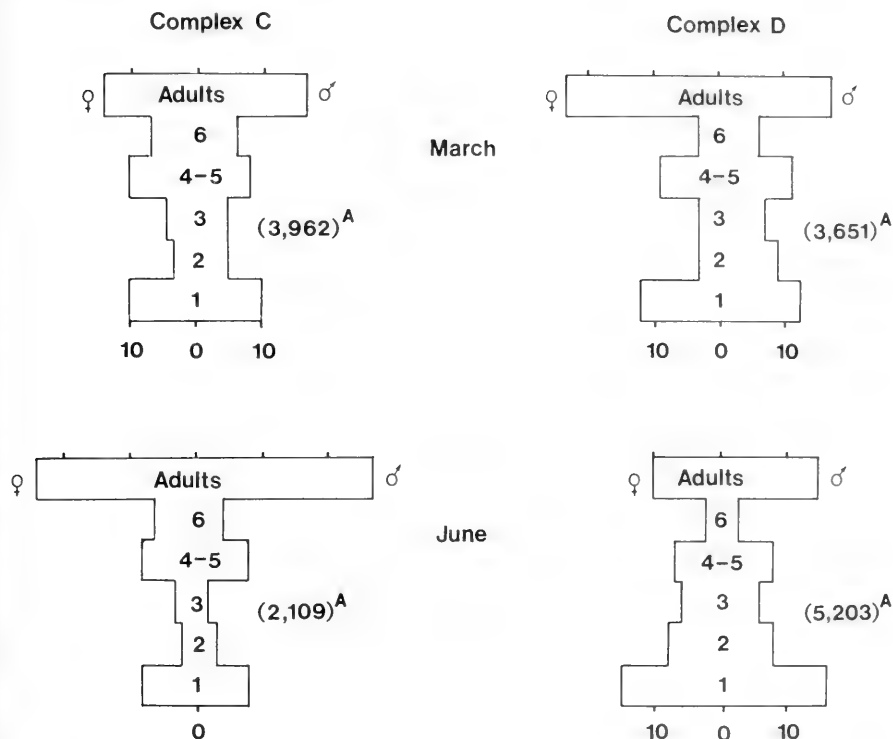 Complex C
Complex D
♀ Adults ♂
6
4-5
3
2
1
(3,962)A
10 0 10
March
♀ Adults ♂
6
4-5
3
2
1
(3,651)A
10 0 10
♀ Adults ♂
6
4-5
3
2
1
(2,109)A
0
June
♀ Adults ♂
6
4-5
3
2
1
(5,203)A
10 0 10